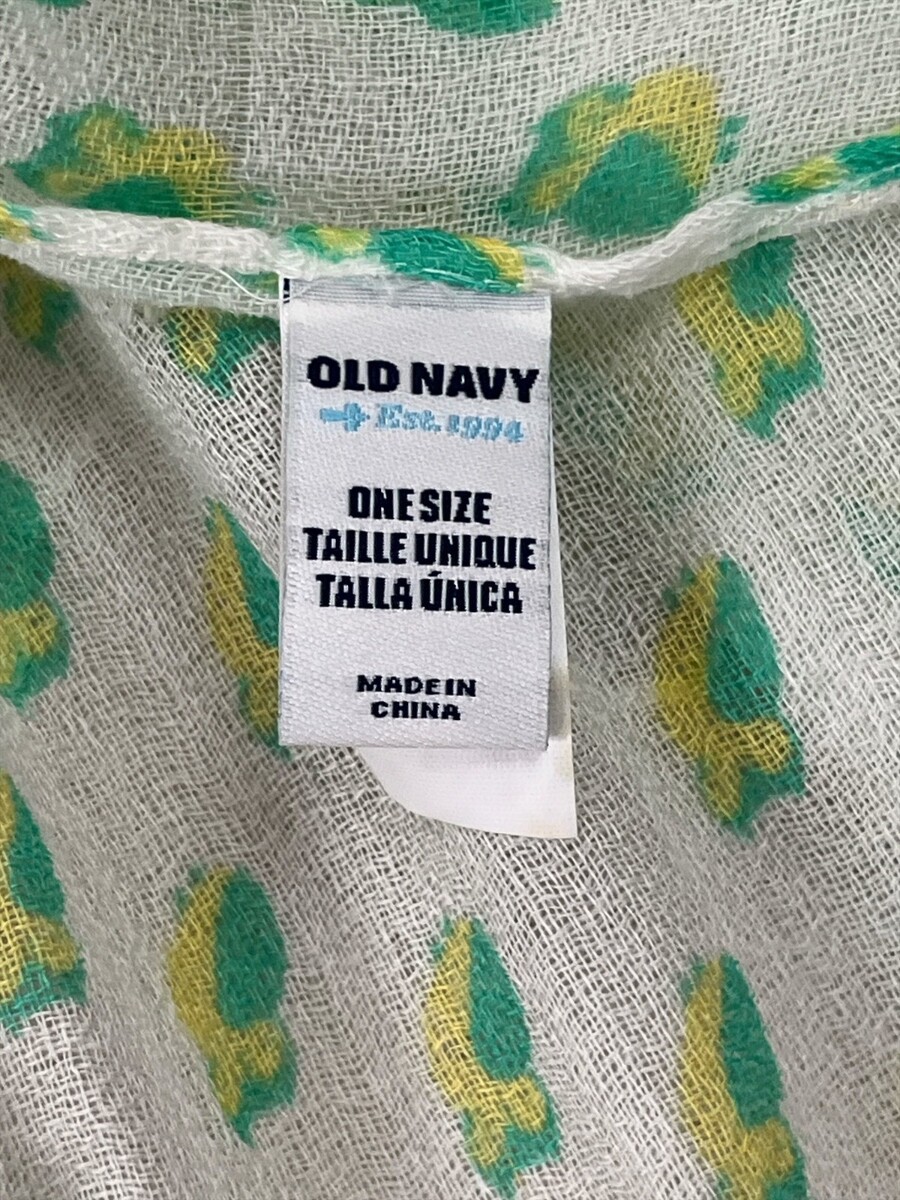 OLD NAVY
Est. 1994
ONE SIZE
TAILLE UNIQUE
TALLA ÚNICA
MADE IN
CHINA